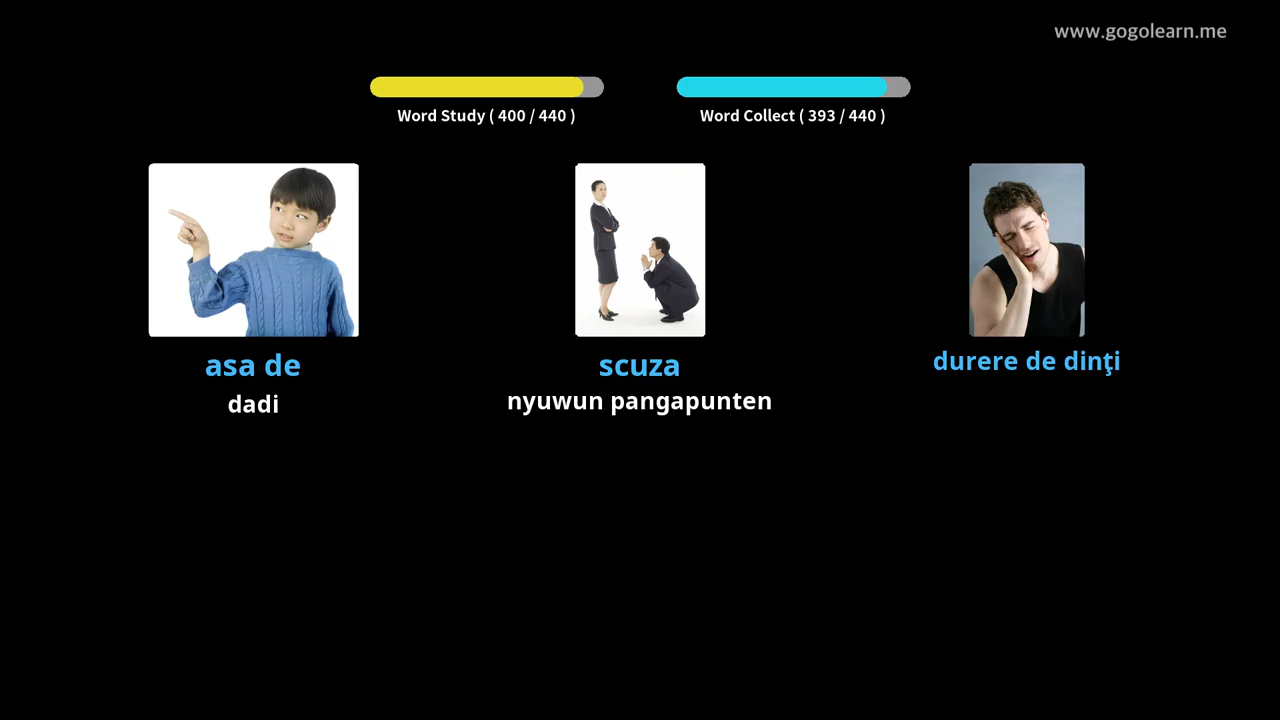 www.gogolearn.me
Word Study ( 400 / 440 )
Word Collect ( 393 / 440 )
asa de
dadi
scuza
nyuwun pangapunten
durere de dinţi